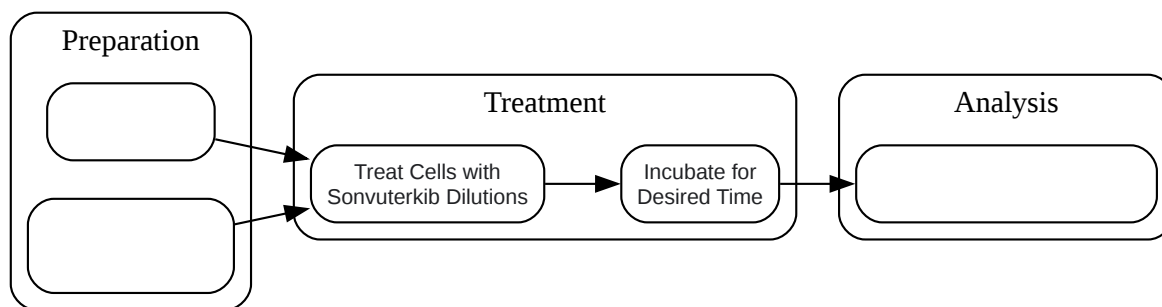 Preparation
Treatment
Treat Cells with
Sonvuterkib Dilutions
Incubate for
Desired Time
Analysis